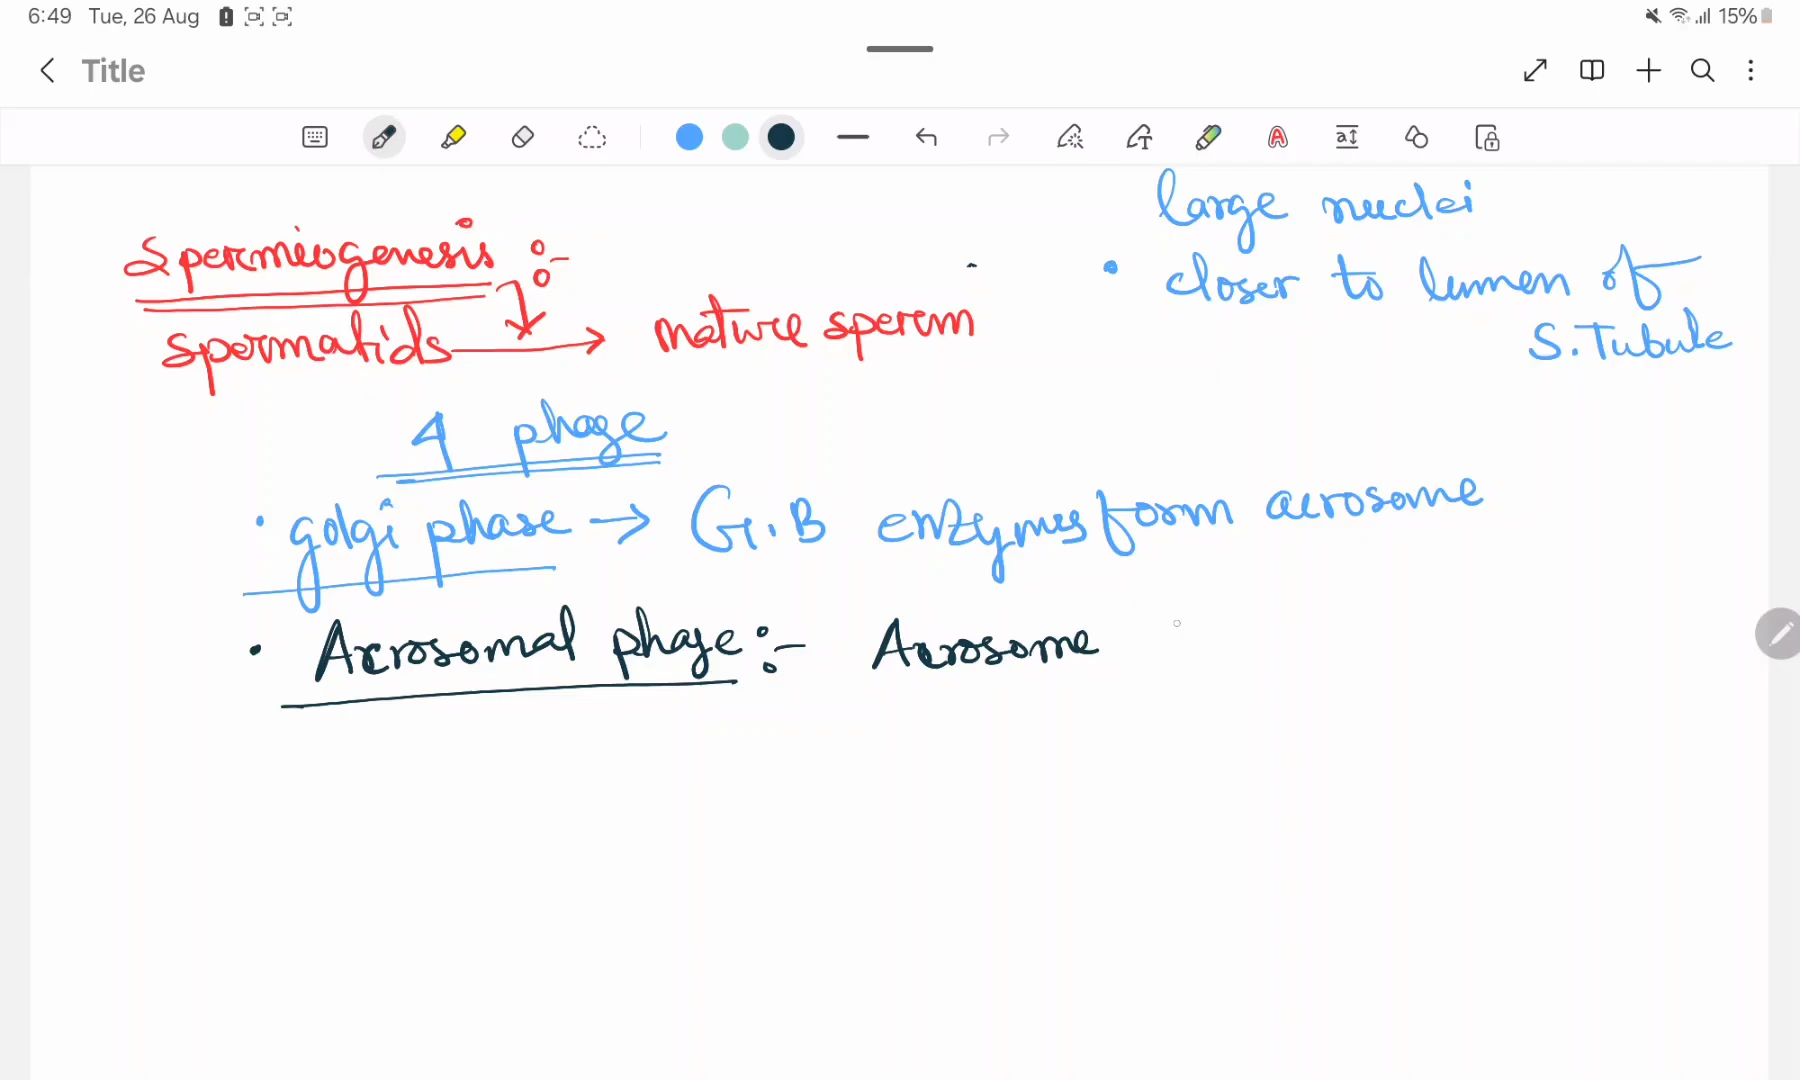 6:49 Tue, 26 Aug 15%
Title
large nuclei
Spermiogenesis :-
• closer to lumen of
S. Tubule
spermatids → mature sperm
4 phase
• golgi phase → G.B enzymes form acrosome
• Acrosomal phase :- Acrosome